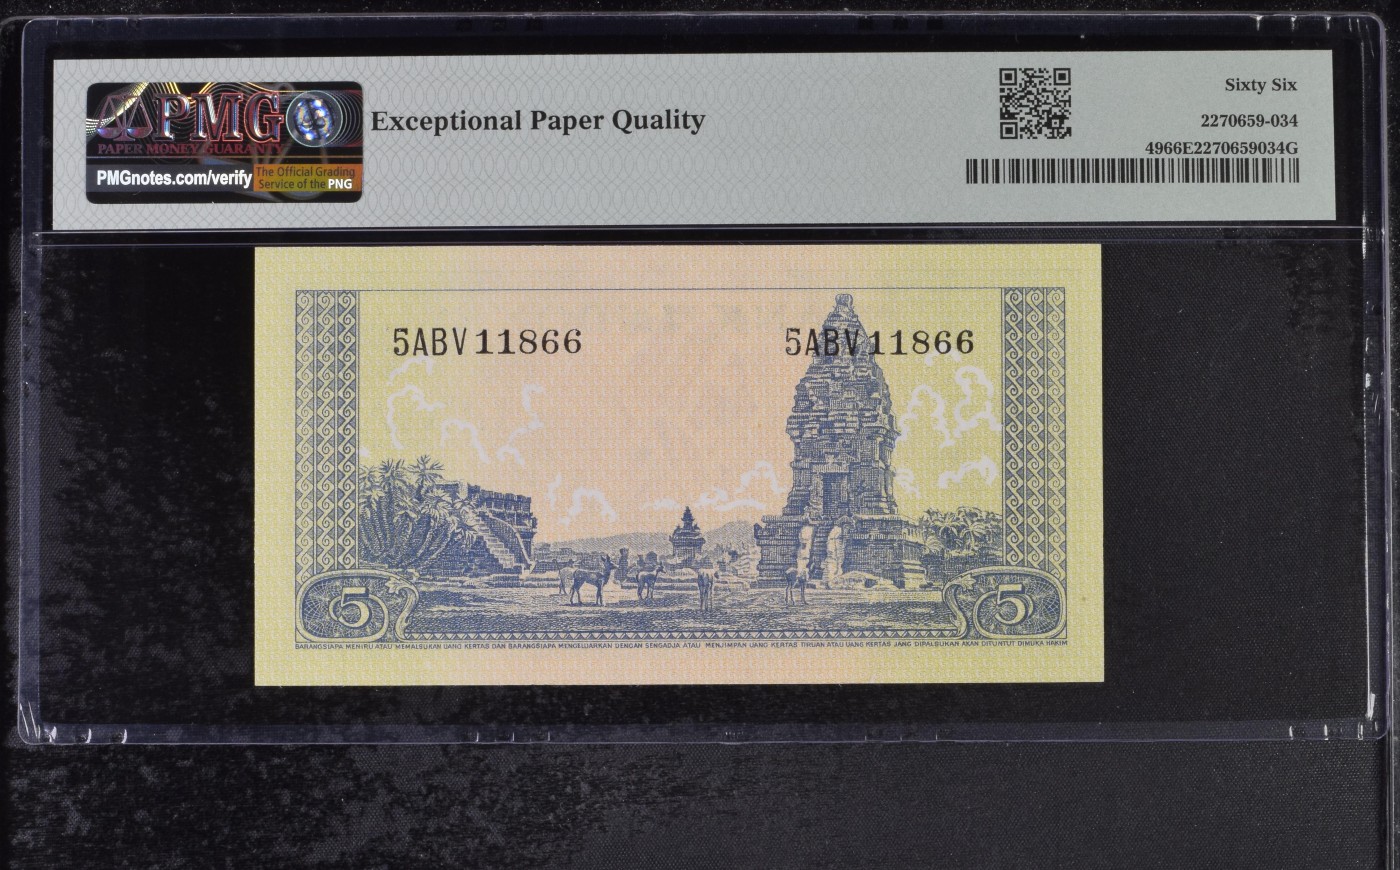 PMG
PAPER MONEY GUARANTY
PMGnotes.com/verify
The Official Grading
Service of the PNG
Exceptional Paper Quality
Sixty Six
2270659-034
4966E2270659034G
5ABV11866 5ABV11866
5 5
BARANGSIAPA MENIRU ATAU MEMALSUKAN UANG KERTAS DAN BARANGSIAPA MENGELUARKAN DENGAN SENGADJA ATAU MENJIMPAN UANG KERTAS TIRUAN ATAU UANG KERTAS JANG DIPALSUKAN AKAN DITUNTUT DIMUKA HAKIM